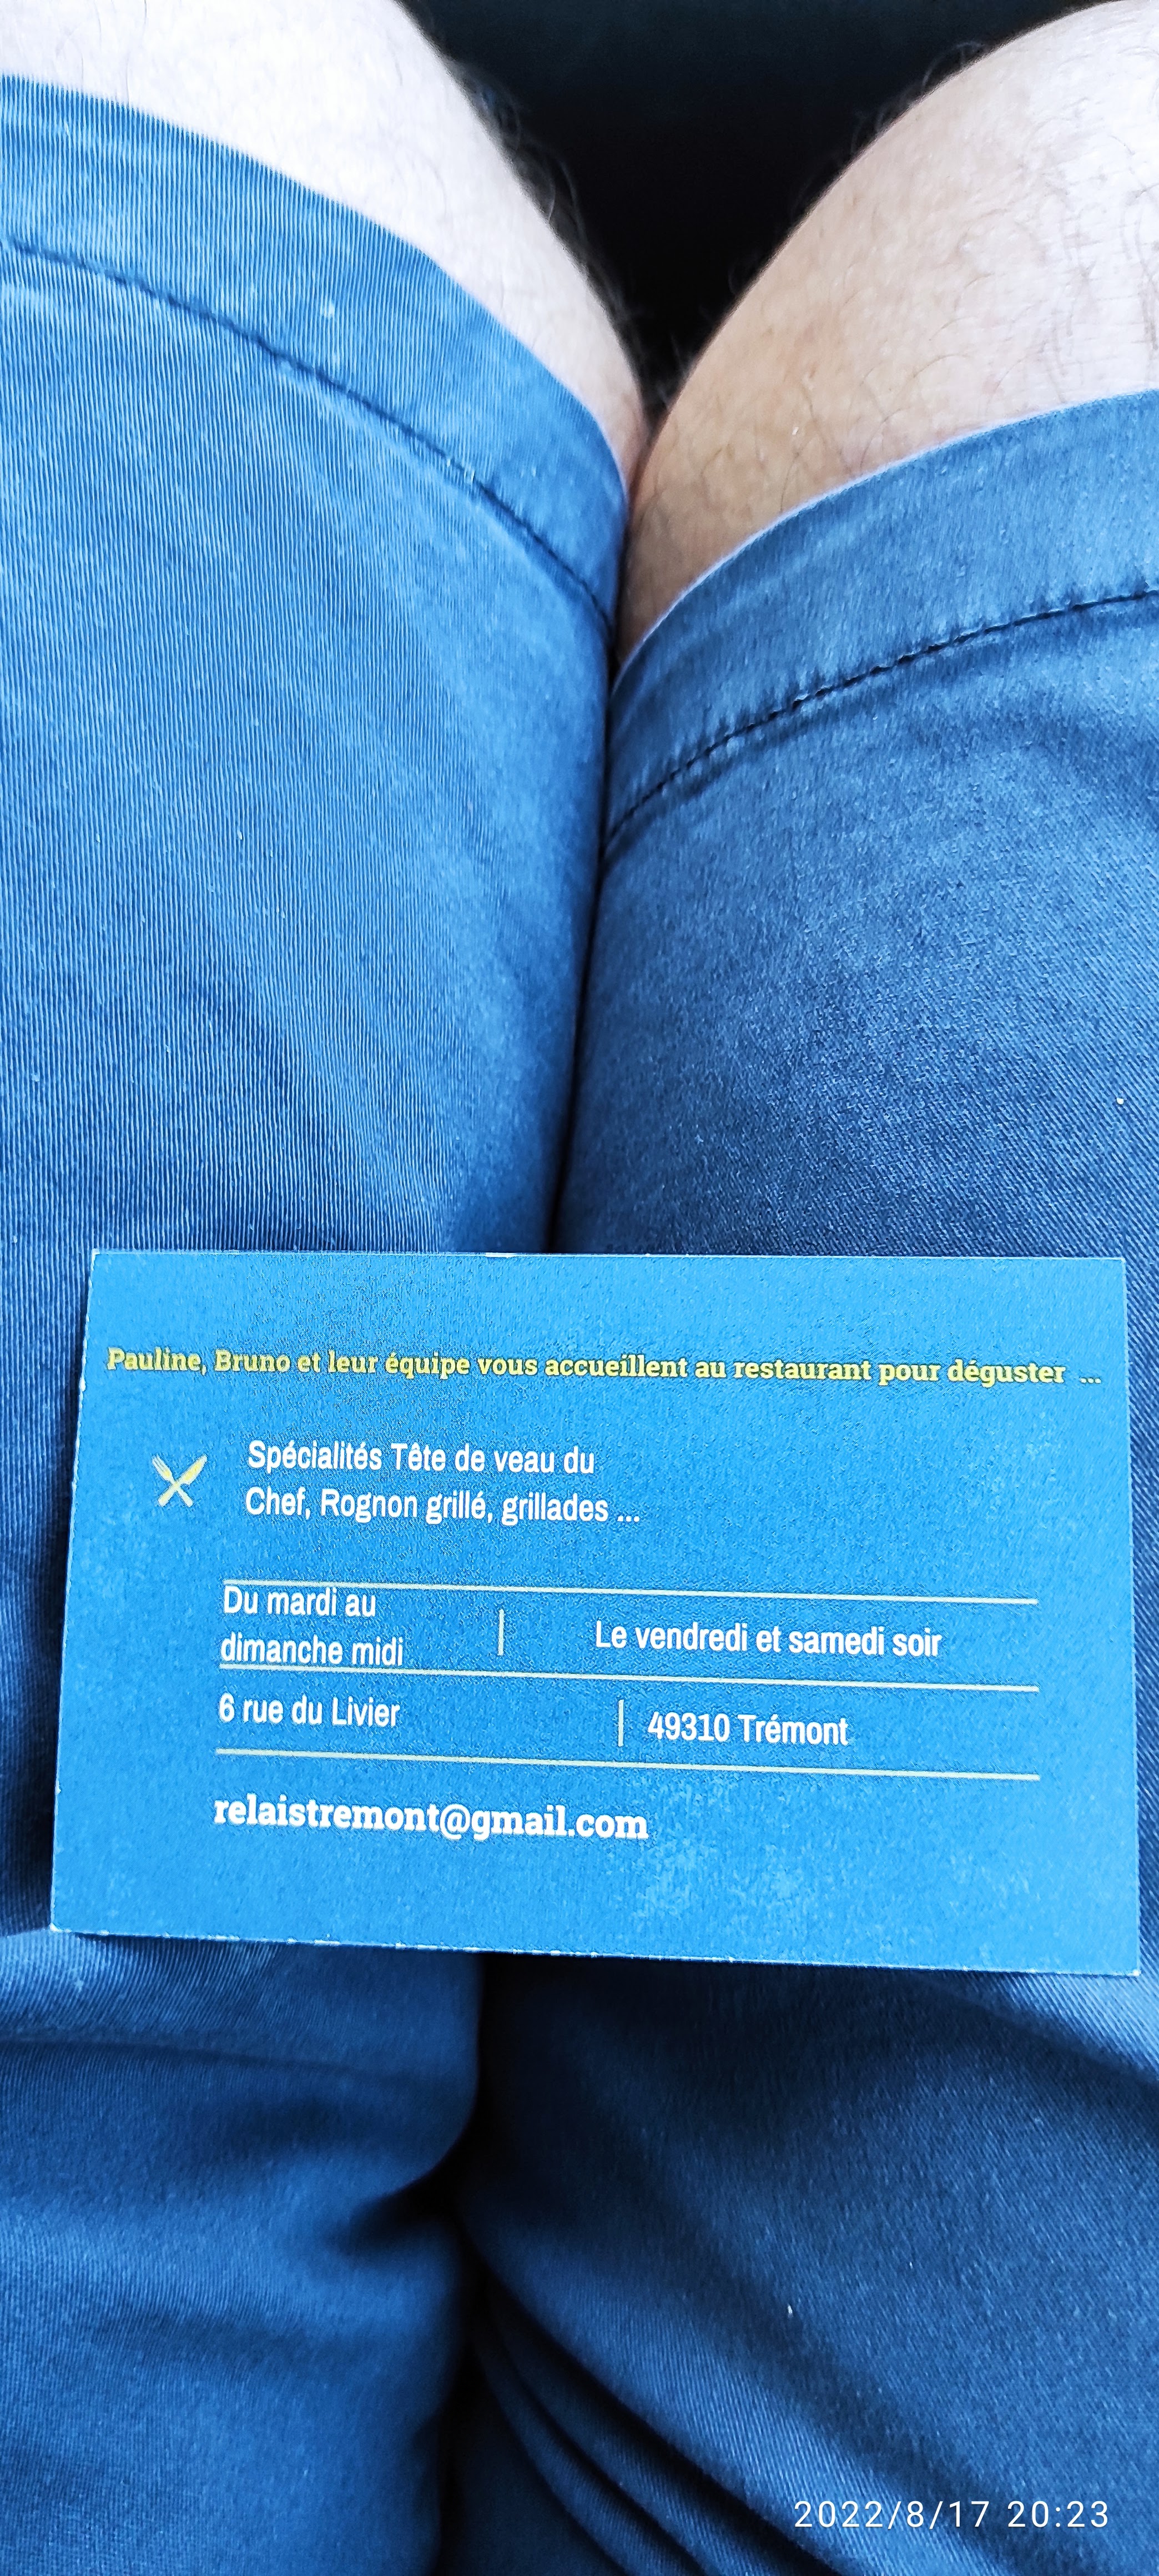 Pauline, Bruno et leur équipe vous accueillent au restaurant pour déguster ...
Spécialités Tête de veau du
Chef, Rognon grillé, grillades ...
Du mardi au
dimanche midi
Le vendredi et samedi soir
6 rue du Livier
49310 Trémont
relaistremont@gmail.com
2022/8/17 20:23